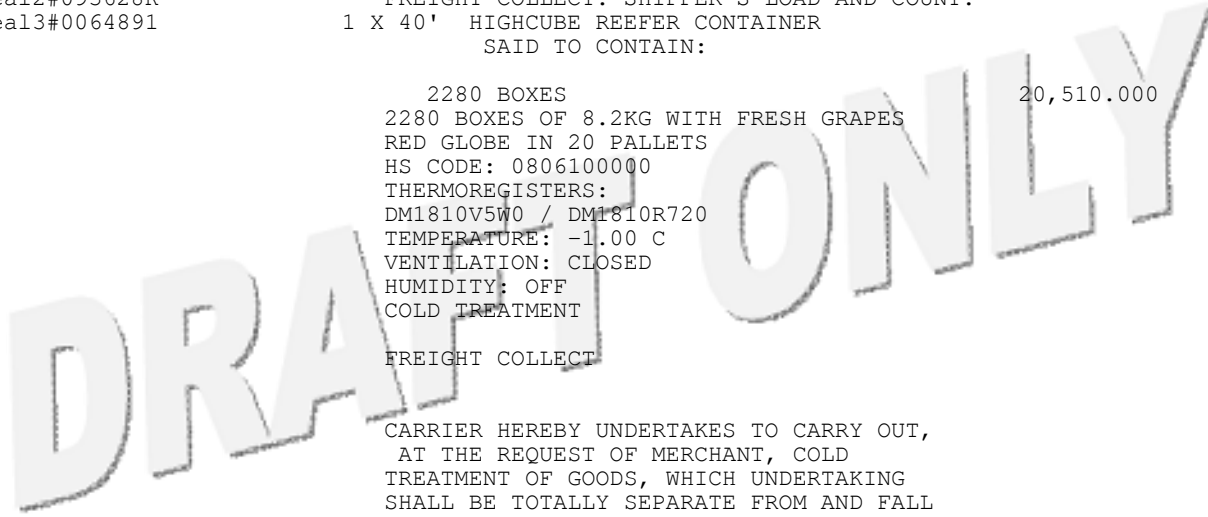 FREIGHT COLLECT. SHIPPER'S LOAD AND COUNT.
eal3#0064891 1 X 40' HIGHCUBE REEFER CONTAINER
SAID TO CONTAIN:
2280 BOXES 20,510.000
2280 BOXES OF 8.2KG WITH FRESH GRAPES
RED GLOBE IN 20 PALLETS
HS CODE: 0806100000
THERMOREGISTERS:
DM1810V5W0 / DM1810R720
TEMPERATURE: -1.00 C
VENTILATION: CLOSED
HUMIDITY: OFF
COLD TREATMENT
FREIGHT COLLECT
CARRIER HEREBY UNDERTAKES TO CARRY OUT,
AT THE REQUEST OF MERCHANT, COLD
TREATMENT OF GOODS, WHICH UNDERTAKING
SHALL BE TOTALLY SEPARATE FROM AND FALL
DRAFT ONLY